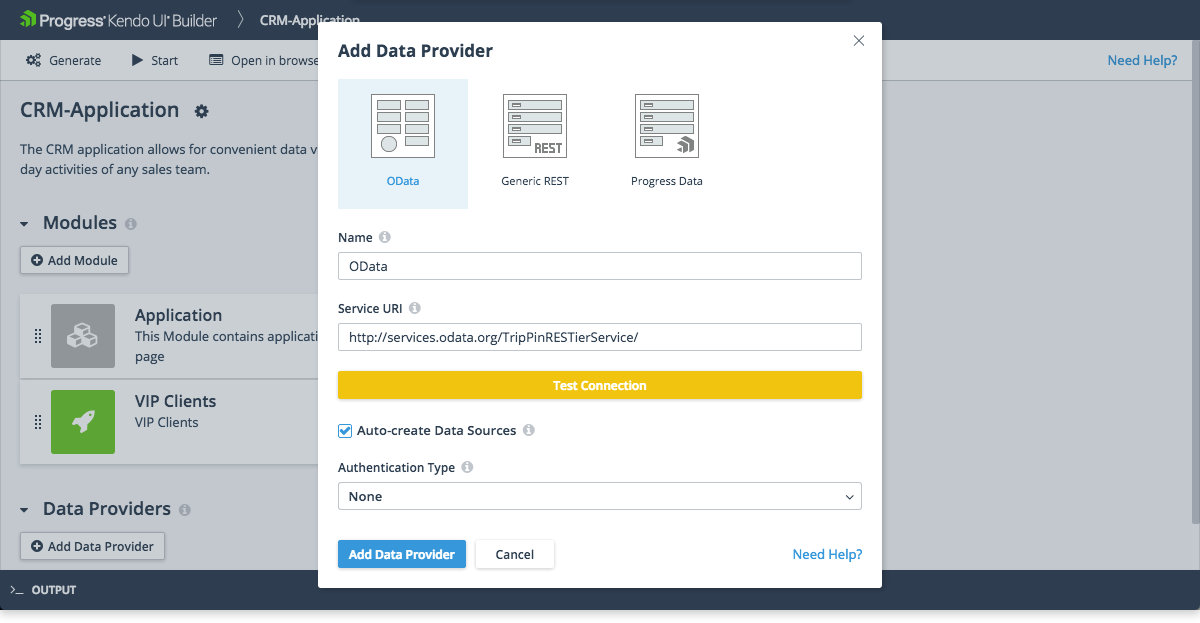 Progress Kendo UI Builder
CRM-Application
Generate
Start
Open in browse
Need Help?
CRM-Application
The CRM application allows for convenient data v
day activities of any sales team.
Modules
Add Module
Application
This Module contains applicati
page
VIP Clients
VIP Clients
Data Providers
Add Data Provider
>_ OUTPUT
Add Data Provider
OData
REST
Generic REST
Progress Data
Name
OData
Service URI
http://services.odata.org/TripPinRESTierService/
Test Connection
Auto-create Data Sources
Authentication Type
None
Add Data Provider
Cancel
Need Help?